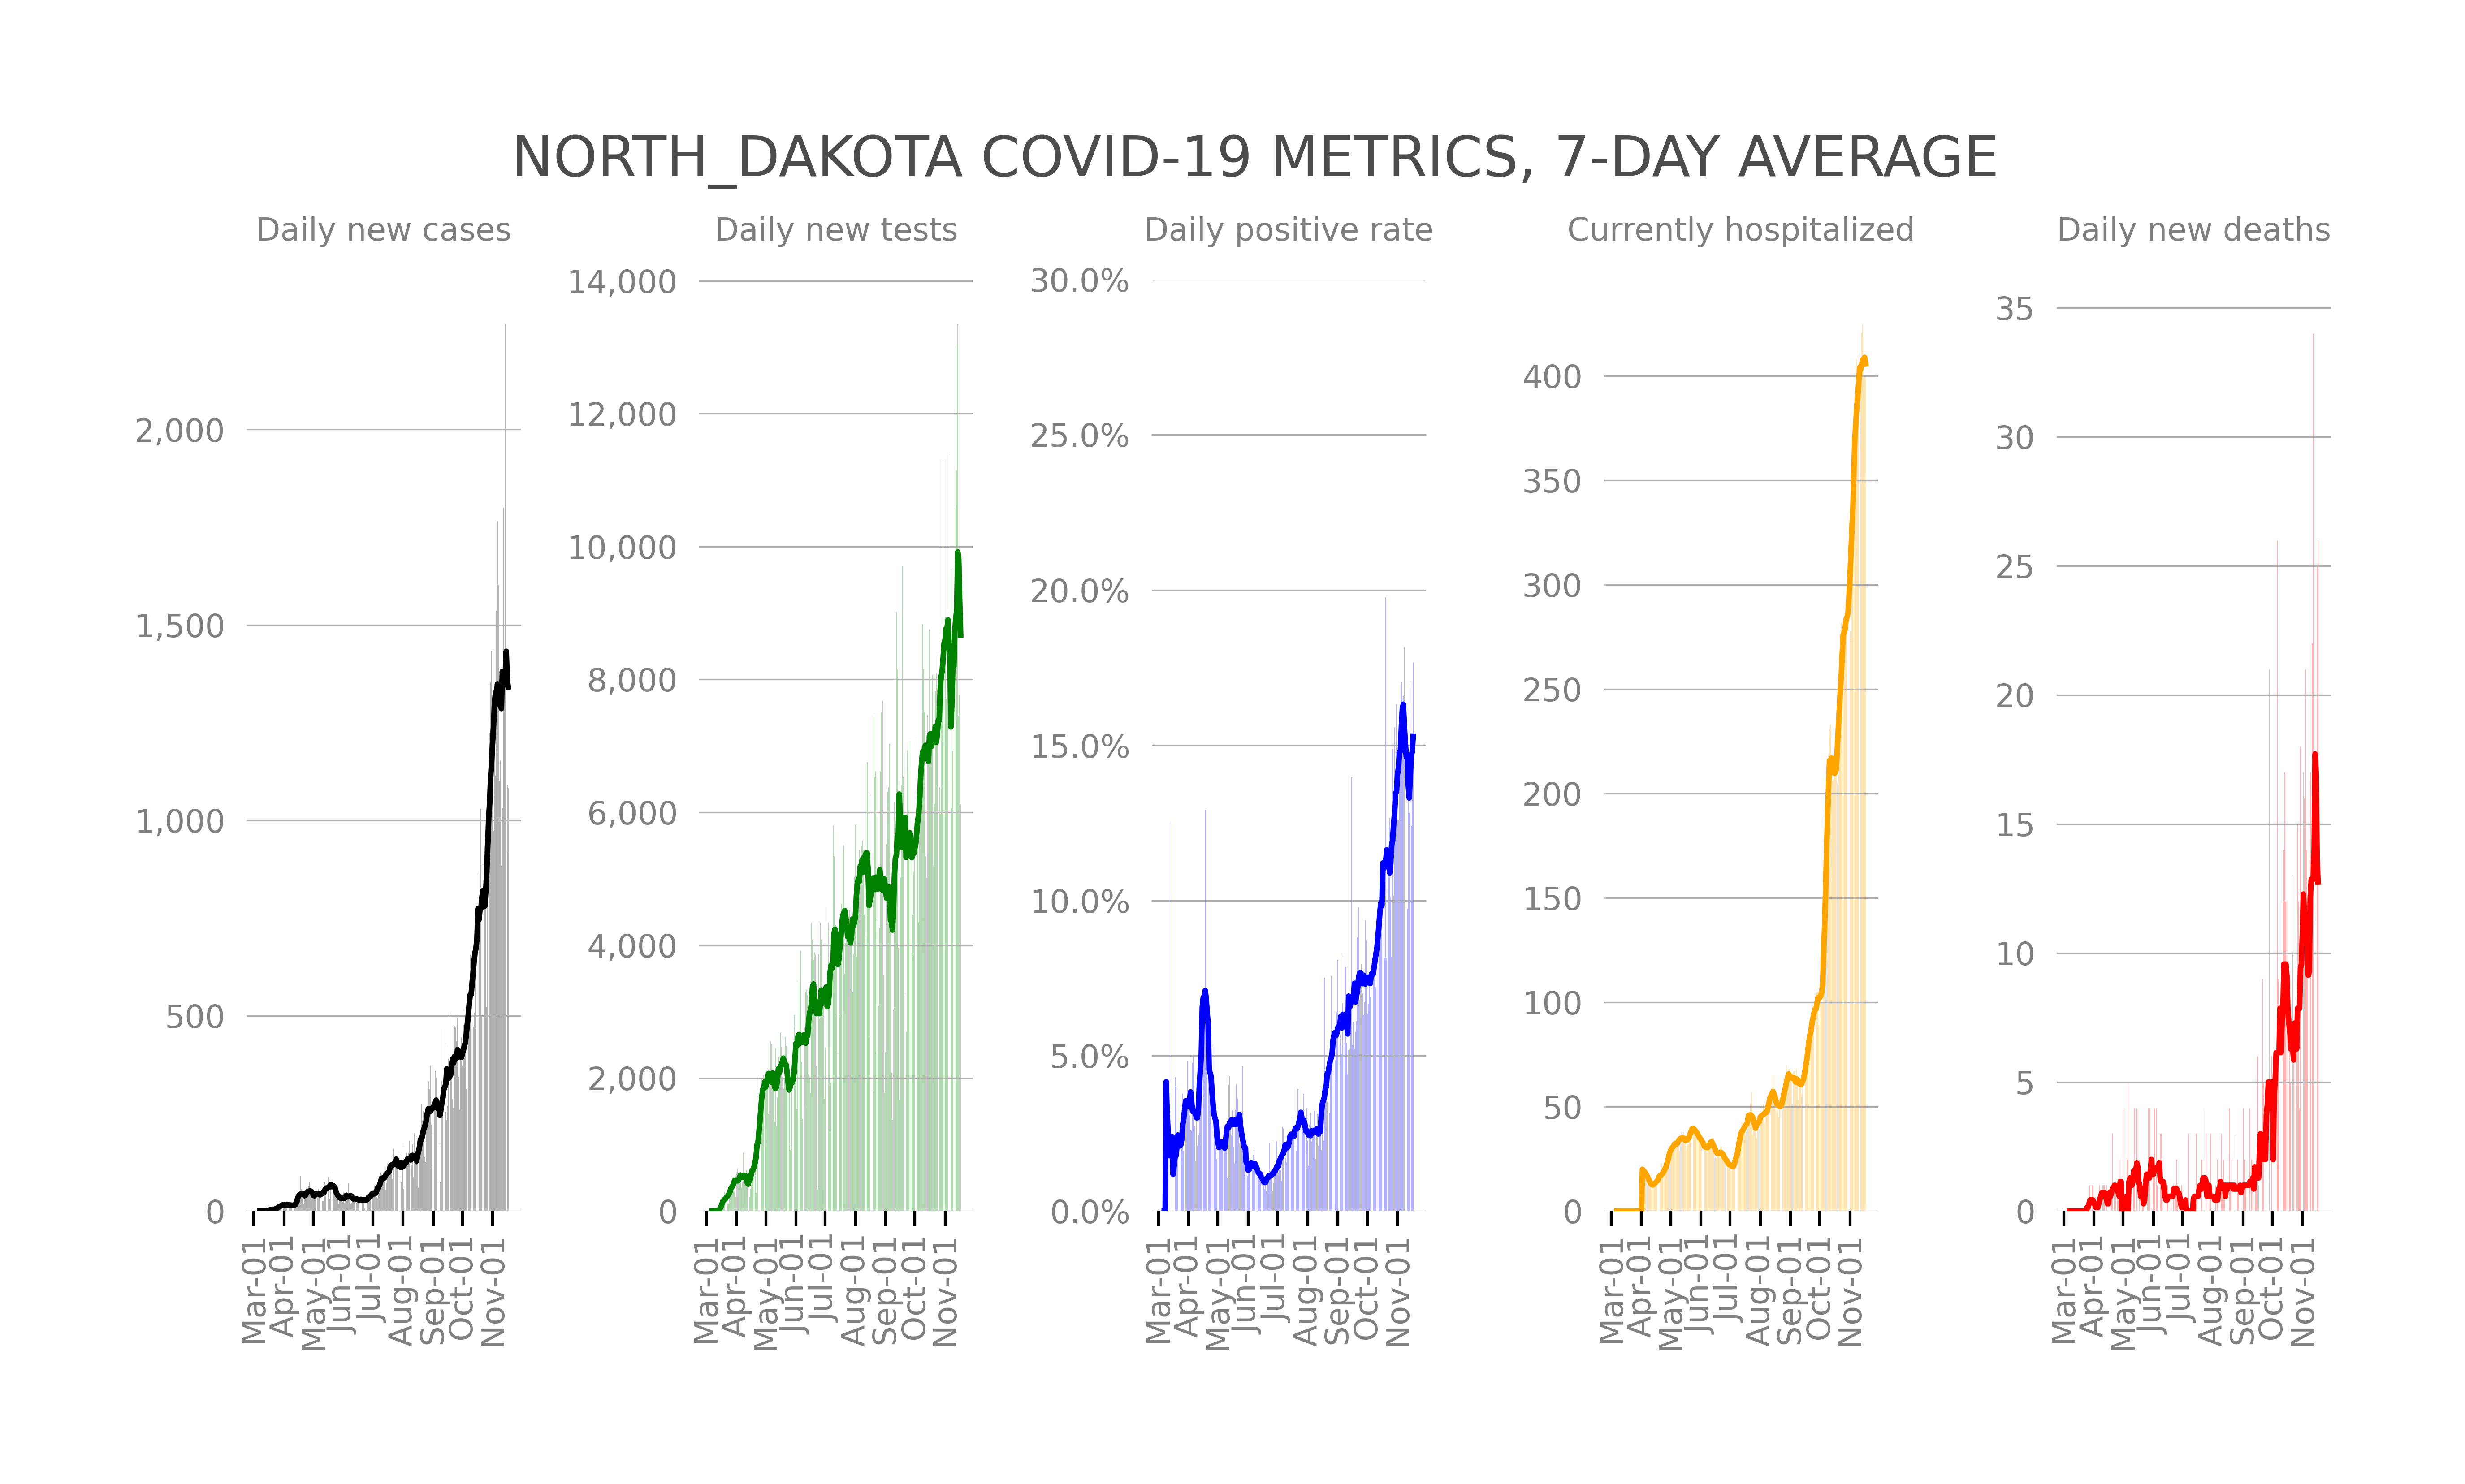 NORTH_DAKOTA COVID-19 METRICS, 7-DAY AVERAGE
Daily new cases
2,000
1,500
1,000
500
0
Mar-01
Apr-01
May-01
Jun-01
Jul-01
Aug-01
Sep-01
Oct-01
Nov-01
Daily new tests
14,000
12,000
10,000
8,000
6,000
4,000
2,000
0
Mar-01
Apr-01
May-01
Jun-01
Jul-01
Aug-01
Sep-01
Oct-01
Nov-01
Daily positive rate
30.0%
25.0%
20.0%
15.0%
10.0%
5.0%
0.0%
Mar-01
Apr-01
May-01
Jun-01
Jul-01
Aug-01
Sep-01
Oct-01
Nov-01
Currently hospitalized
400
350
300
250
200
150
100
50
0
Mar-01
Apr-01
May-01
Jun-01
Jul-01
Aug-01
Sep-01
Oct-01
Nov-01
Daily new deaths
35
30
25
20
15
10
5
0
Mar-01
Apr-01
May-01
Jun-01
Jul-01
Aug-01
Sep-01
Oct-01
Nov-01